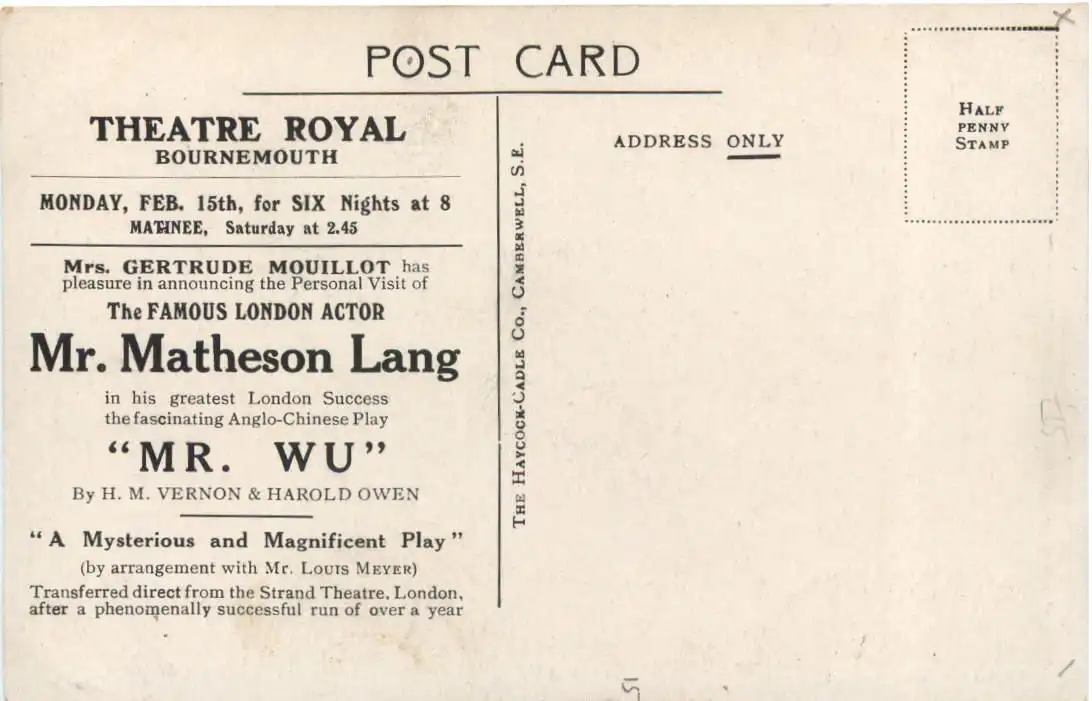 POST CARD
THEATRE ROYAL
BOURNEMOUTH
MONDAY, FEB. 15th, for SIX Nights at 8
MATINEE, Saturday at 2.45
Mrs. GERTRUDE MOUILLOT has
pleasure in announcing the Personal Visit of
The FAMOUS LONDON ACTOR
Mr. Matheson Lang
in his greatest London Success
the fascinating Anglo-Chinese Play
"MR. WU"
By H. M. VERNON & HAROLD OWEN
"A Mysterious and Magnificent Play"
(by arrangement with Mr. LOUIS MEYER)
Transferred direct from the Strand Theatre, London,
after a phenomenally successful run of over a year
THE HAYCOCK-CADLE CO., CAMBERWELL, S.E.
ADDRESS ONLY
HALF
PENNY
STAMP